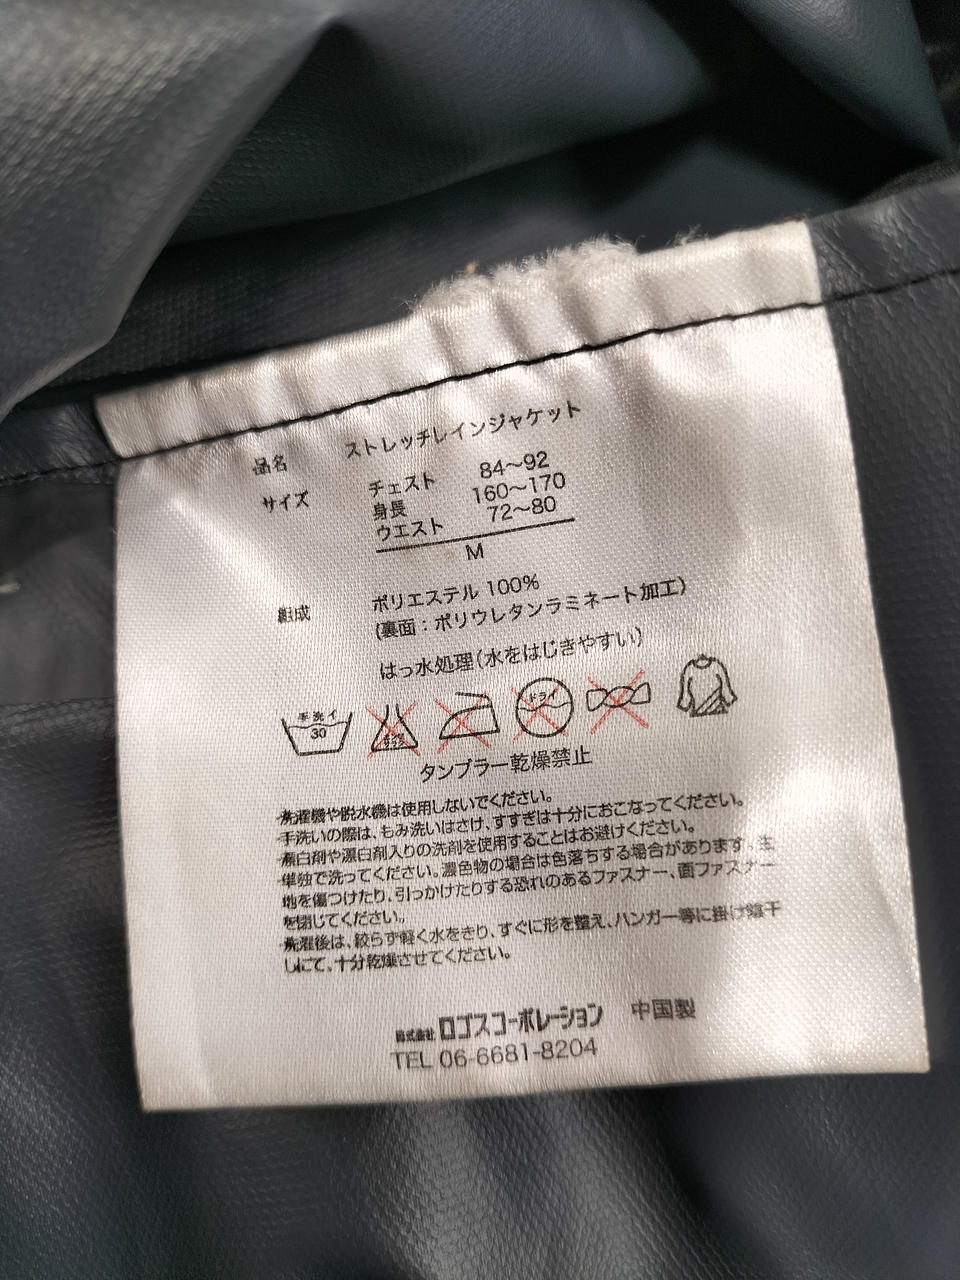 品名 ストレッチレインジャケット
サイズ チェスト 84～92
身長 160～170
ウエスト 72～80
M
組成 ポリエステル 100%
(裏面：ポリウレタンラミネート加工)
はっ水処理(水をはじきやすい)
手洗イ
30
ドライ
タンブラー乾燥禁止
洗濯機や脱水機は使用しないでください。
手洗いの際は、もみ洗いはさけ、すすぎは十分におこなってください。
蛍白剤や漂白剤入りの洗剤を使用することはお避けください。
単独で洗ってください。濃色物の場合は色落ちする場合があります。生
地を傷つけたり、引っかけたりする恐れのあるファスナー、面ファスナー
を閉じてください。
洗濯後は、絞らず軽く水をきり、すぐに形を整え、ハンガー等に掛け陰干
しにて、十分乾燥させてください。
株式会社 ロゴスコーポレーション 中国製
TEL 06-6681-8204